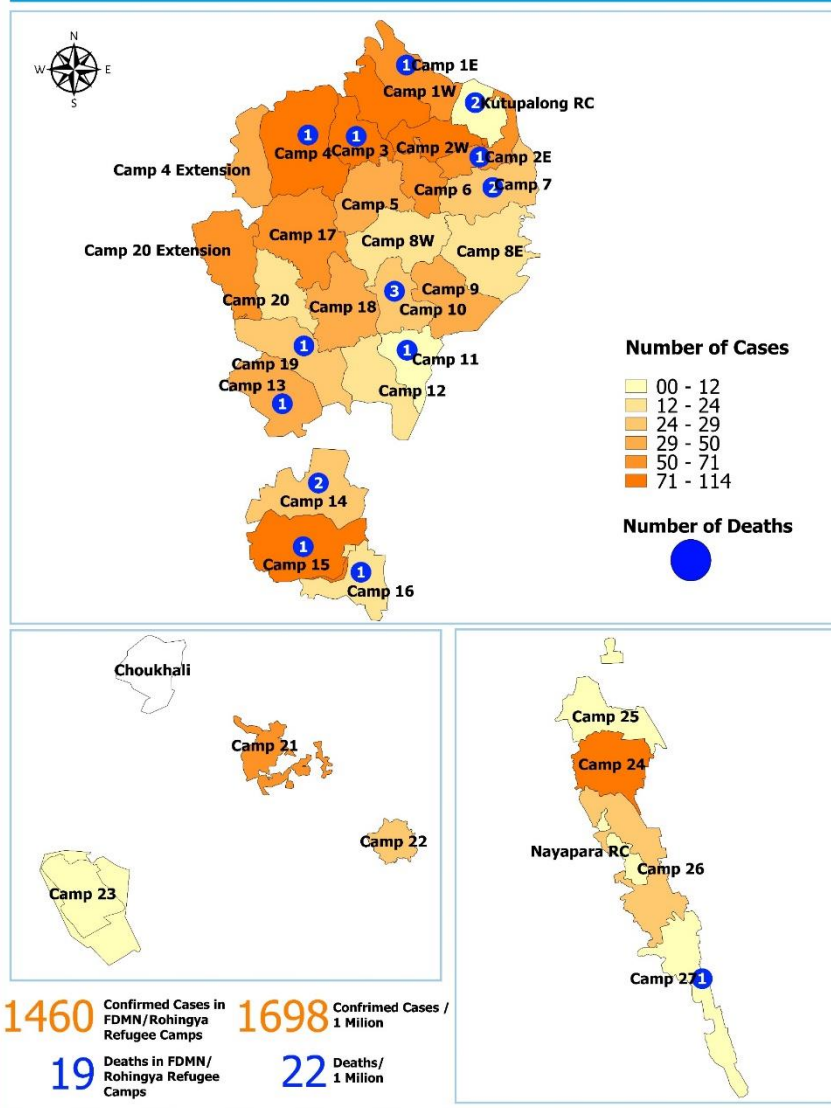 N
W
E
S
1
Camp 1E
Camp 1W
2
Kutupalong RC
1
Camp 4
1
Camp 3
Camp 2W
1
Camp 2E
Camp 4 Extension
Camp 6
2
Camp 7
Camp 5
Camp 17
Camp 8W
Camp 8E
Camp 20 Extension
Camp 20
Camp 18
3
Camp 9
Camp 10
1
Camp 19
1
Camp 11
Camp 13
1
Camp 12
2
Camp 14
1
Camp 15
1
Camp 16
Number of Cases
00 - 12
12 - 24
24 - 29
29 - 50
50 - 71
71 - 114
Number of Deaths
Choukhali
Camp 21
Camp 22
Camp 23
Camp 25
Camp 24
Nayapara RC
Camp 26
Camp 27
1
1460
Confirmed Cases in
FDMN/Rohingya
Refugee Camps
1698
Confrimed Cases /
1 Milion
19
Deaths in FDMN/
Rohingya Refugee
Camps
22
Deaths/
1 Milion